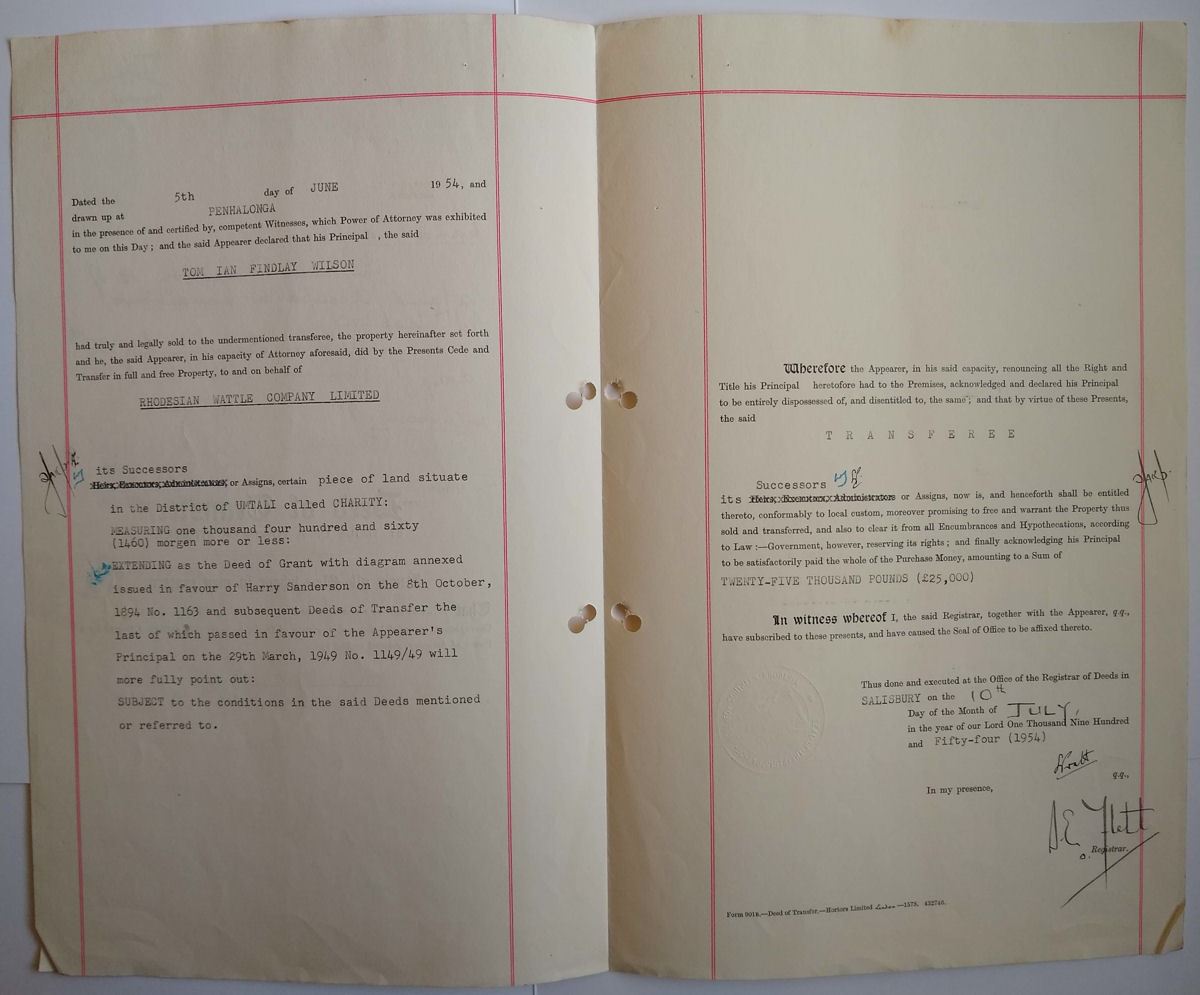 Dated the 5th day of JUNE 1954, and
drawn up at PENHALONGA
in the presence of and certified by, competent Witnesses, which Power of Attorney was exhibited
to me on this Day; and the said Appearer declared that his Principal , the said
TOM IAN FINDLAY WILSON
had truly and legally sold to the undermentioned transferee, the property hereinafter set forth
and he, the said Appearer, in his capacity of Attorney aforesaid, did by the Presents Cede and
Transfer in full and free Property, to and on behalf of
RHODESIAN WATTLE COMPANY LIMITED
its Successors
Heirs, Executors, Administrators, or Assigns, certain piece of land situate
in the District of UMTALI called CHARITY:
MEASURING one thousand four hundred and sixty
(1460) morgen more or less:
EXTENDING as the Deed of Grant with diagram annexed
issued in favour of Harry Sanderson on the 8th October,
1894 No. 1163 and subsequent Deeds of Transfer the
last of which passed in favour of the Appearer's
Principal on the 29th March, 1949 No. 1149/49 will
more fully point out:
SUBJECT to the conditions in the said Deeds mentioned
or referred to.
Wherefore the Appearer, in his said capacity, renouncing all the Right and
Title his Principal heretofore had to the Premises, acknowledged and declared his Principal
to be entirely dispossessed of, and disentitled to, the same; and that by virtue of these Presents,
the said
T R A N S F E R E E
Successors
its Heirs, Executors, Administrators or Assigns, now is, and henceforth shall be entitled
thereto, conformably to local custom, moreover promising to free and warrant the Property thus
sold and transferred, and also to clear it from all Encumbrances and Hypothecations, according
to Law :—Government, however, reserving its rights; and finally acknowledging his Principal
to be satisfactorily paid the whole of the Purchase Money, amounting to a Sum of
TWENTY-FIVE THOUSAND POUNDS (£25,000)
In witness whereof I, the said Registrar, together with the Appearer, q.q.,
have subscribed to these presents, and have caused the Seal of Office to be affixed thereto.
Thus done and executed at the Office of the Registrar of Deeds in
SALISBURY on the 10th
Day of the Month of JULY,
in the year of our Lord One Thousand Nine Hundred
and Fifty-four (1954)
q.q.,
In my presence,
Registrar.
Form 901b.—Deed of Transfer.—Hortors Limited —1578. 432746.